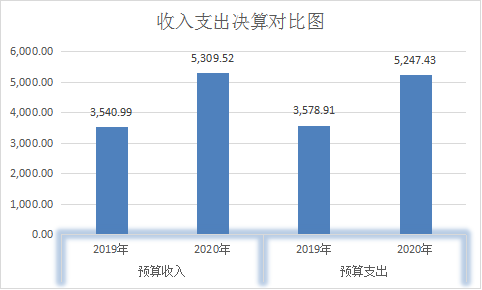 收入支出决算对比图
6,000.00
5,000.00
4,000.00
3,000.00
2,000.00
1,000.00
0.00
3,540.99
5,309.52
3,578.91
5,247.43
2019年
2020年
2019年
2020年
预算收入
预算支出